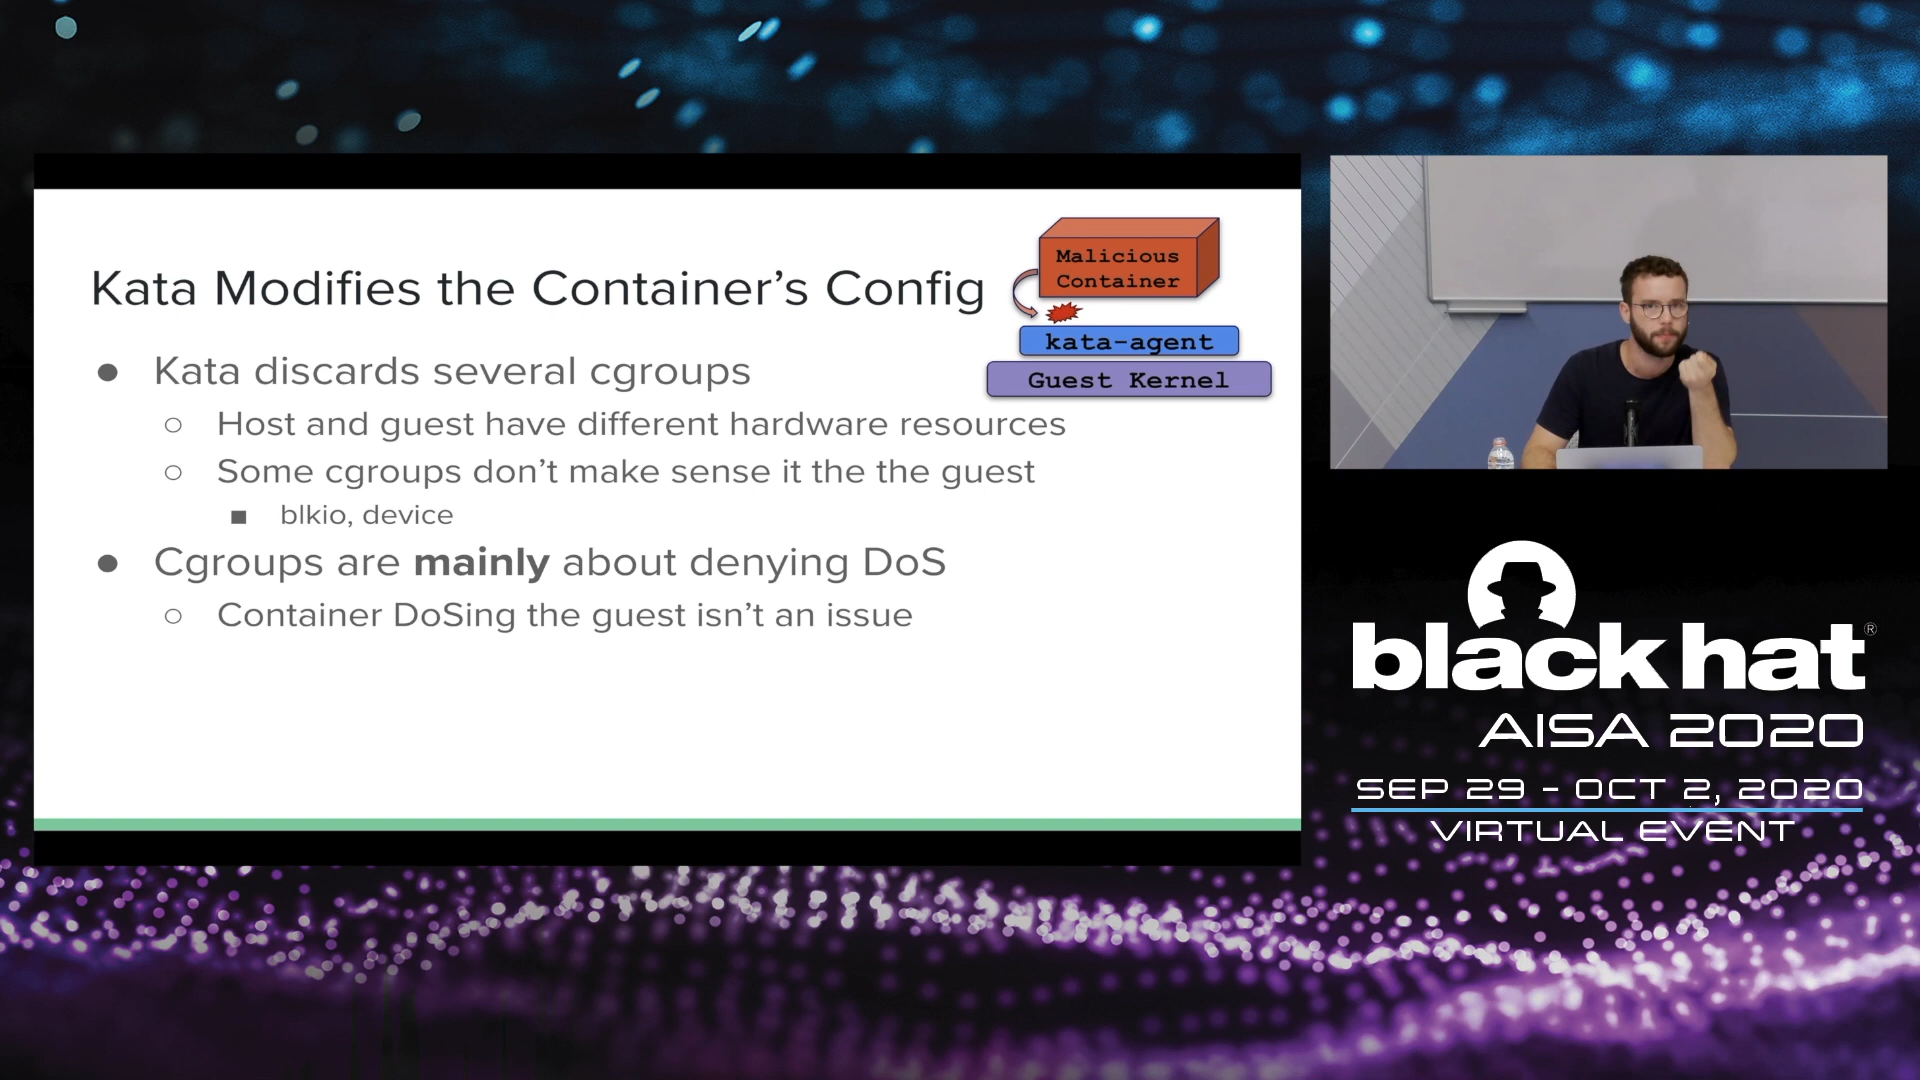 Kata Modifies the Container's Config
Malicious
Container
kata-agent
Guest Kernel
● Kata discards several cgroups
○ Host and guest have different hardware resources
○ Some cgroups don't make sense it the the guest
■ blkio, device
● Cgroups are mainly about denying DoS
○ Container DoSing the guest isn't an issue
black hat®
AISA 2020
SEP 29 - OCT 2, 2020
VIRTUAL EVENT